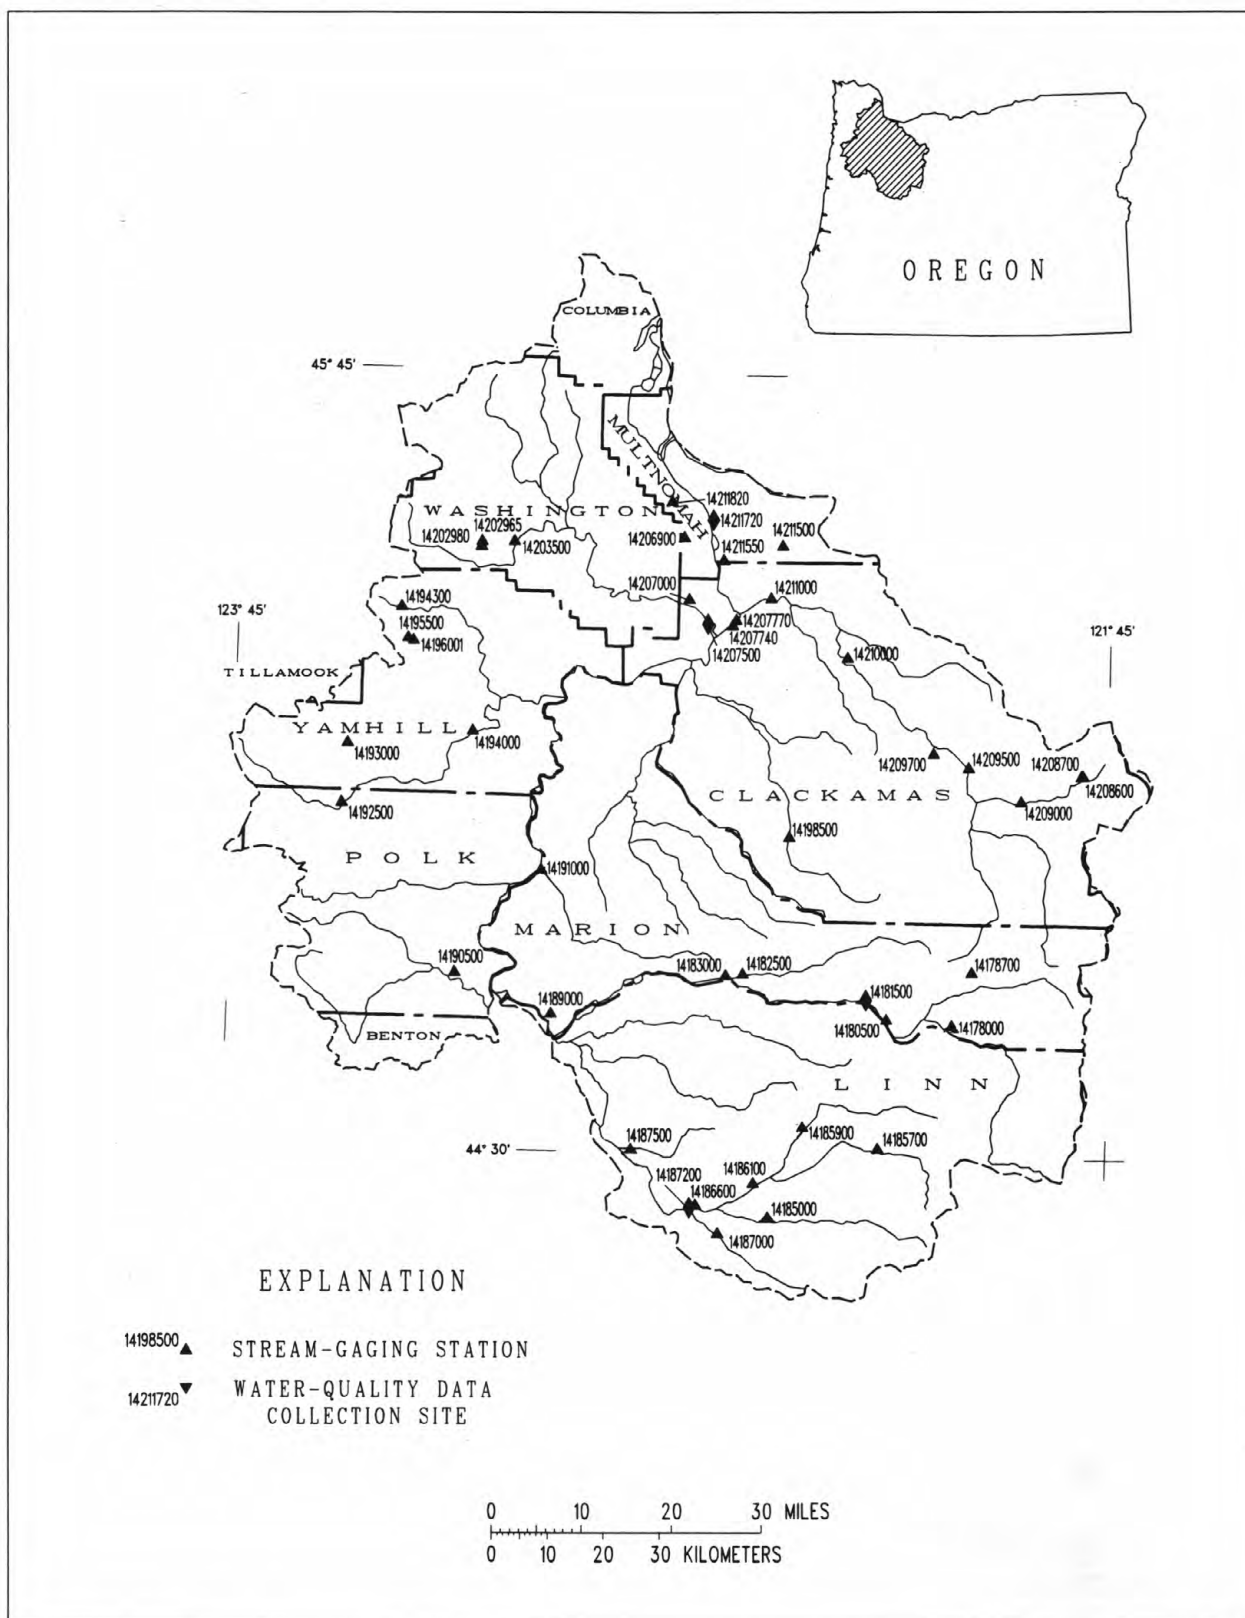 OREGON
COLUMBIA
45° 45'
MULTNOMAH
14211820
WASHINGTON
14211720
14202965
14202980
14203500
14206900
14211500
14211550
14207000
14211000
14194300
123° 45'
14195500
14207770
14196001
14207740
14207500
121° 45'
14210000
TILLAMOOK
YAMHILL
14194000
14193000
14209700
14209500
14208700
14208600
CLACKAMAS
14192500
14209000
14198500
POLK
14191000
MARION
14190500
14183000
14182500
14178700
14181500
14189000
14180500
14178000
BENTON
LINN
14187500
14185900
14185700
44° 30'
14187200
14186100
14186600
14185000
14187000
EXPLANATION
14198500 STREAM-GAGING STATION
14211720 WATER-QUALITY DATA
COLLECTION SITE
0 10 20 30 MILES
0 10 20 30 KILOMETERS